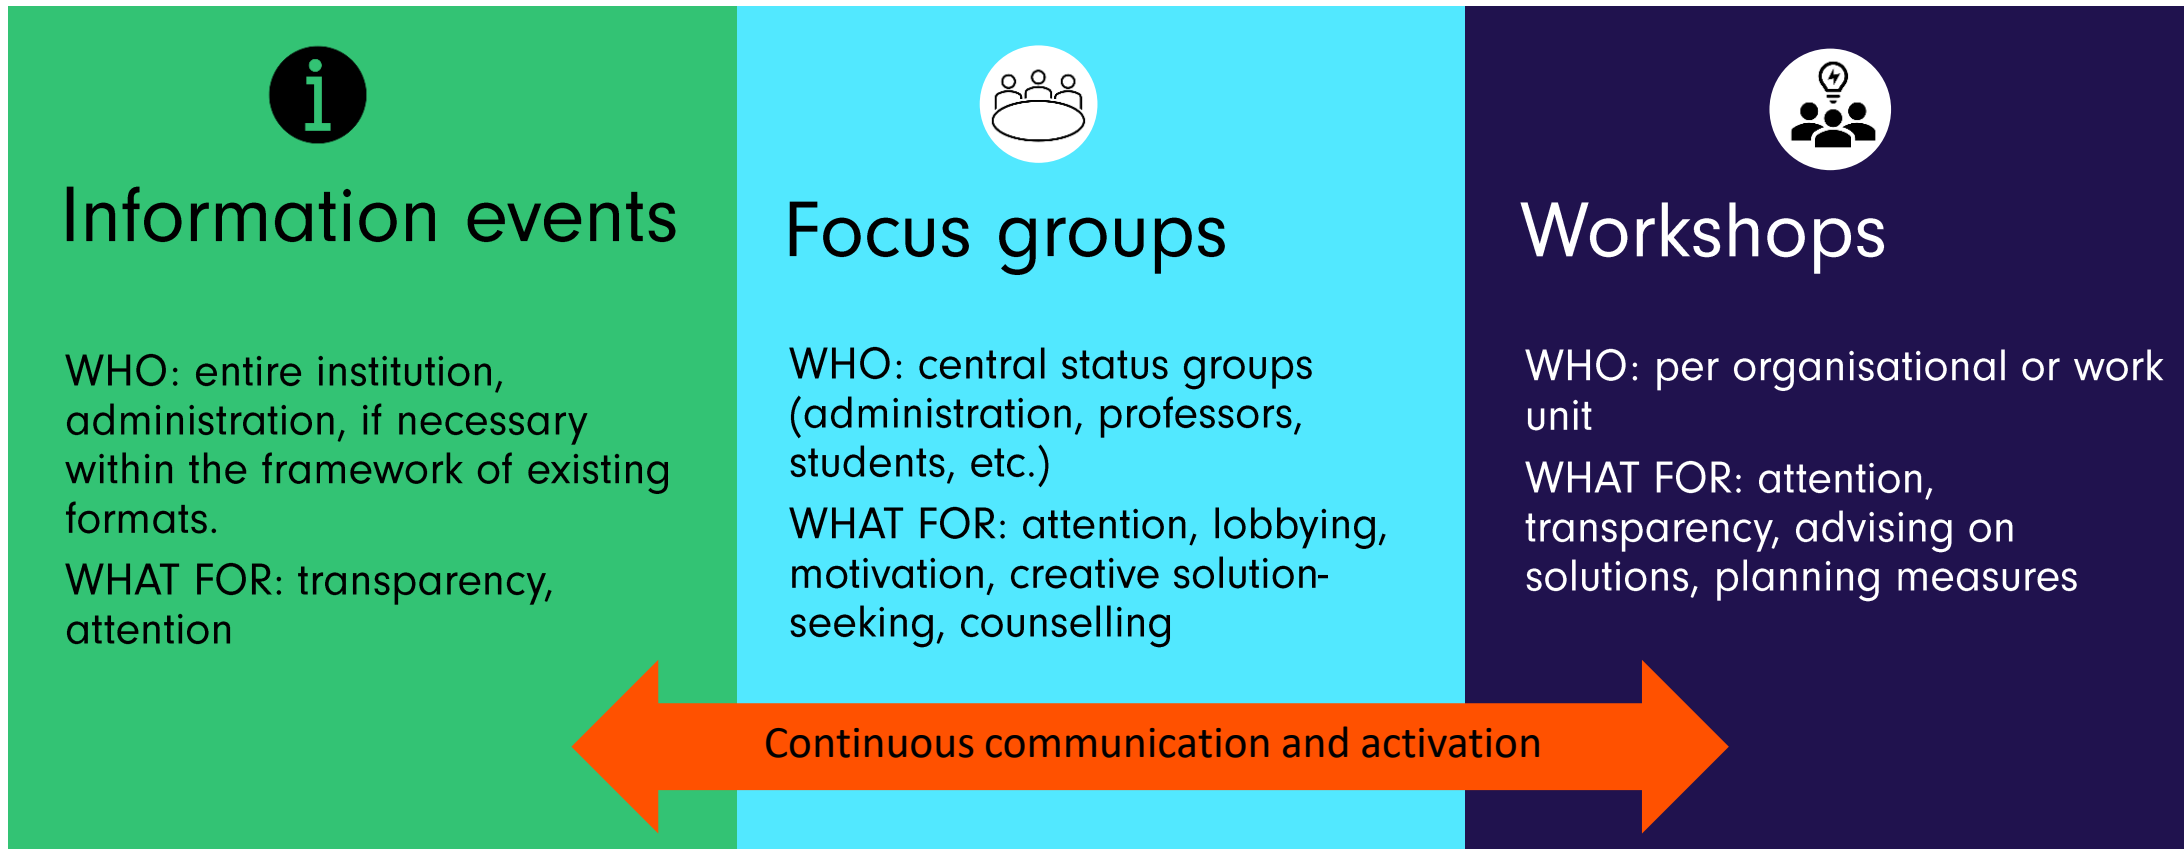 i
Information events
WHO: entire institution,
administration, if necessary
within the framework of existing
formats.
WHAT FOR: transparency,
attention
Focus groups
WHO: central status groups
(administration, professors,
students, etc.)
WHAT FOR: attention, lobbying,
motivation, creative solution-
seeking, counselling
Workshops
WHO: per organisational or work
unit
WHAT FOR: attention,
transparency, advising on
solutions, planning measures
Continuous communication and activation